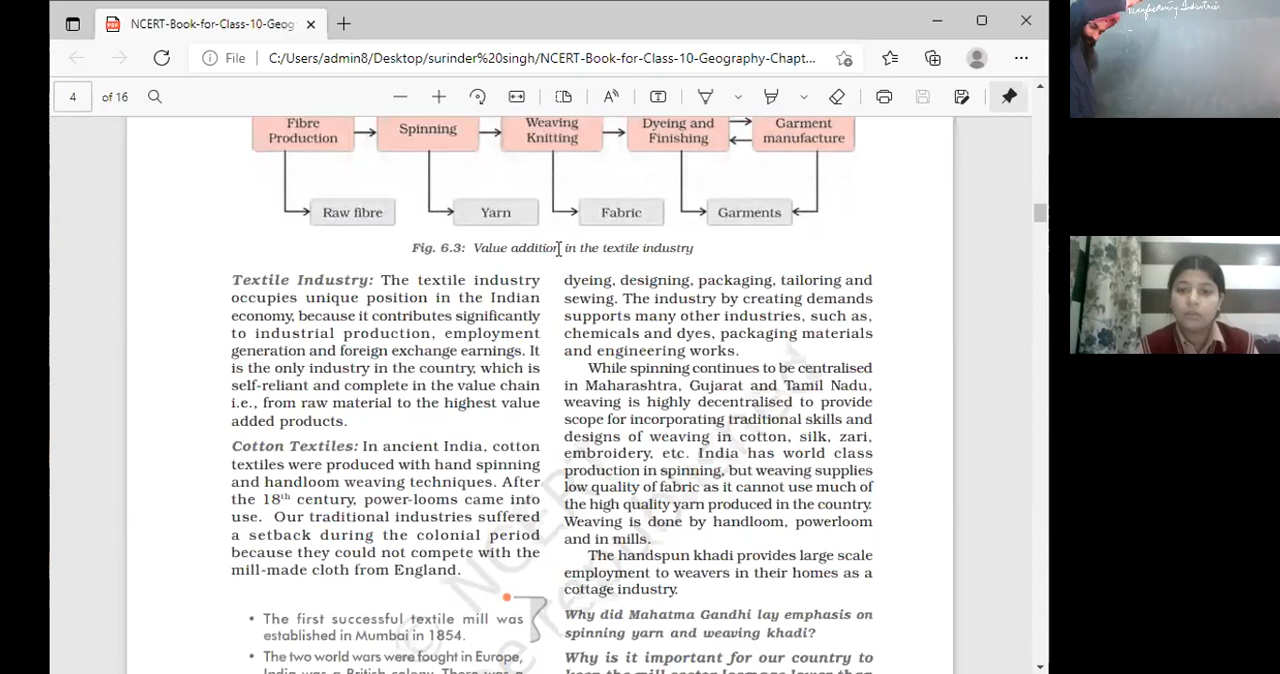 NCERT-Book-for-Class-10-Geog
File
C:/Users/admin8/Desktop/surinder%20singh/NCERT-Book-for-Class-10-Geography-Chapt...
4 of 16
Manufacturing Industries
Fibre
Production
Spinning
Weaving
Knitting
Dyeing and
Finishing
Garment
manufacture
Raw fibre
Yarn
Fabric
Garments
Fig. 6.3: Value addition in the textile industry
Textile Industry: The textile industry
occupies unique position in the Indian
economy, because it contributes significantly
to industrial production, employment
generation and foreign exchange earnings. It
is the only industry in the country, which is
self-reliant and complete in the value chain
i.e., from raw material to the highest value
added products.
Cotton Textiles: In ancient India, cotton
textiles were produced with hand spinning
and handloom weaving techniques. After
the 18th century, power-looms came into
use. Our traditional industries suffered
a setback during the colonial period
because they could not compete with the
mill-made cloth from England.
• The first successful textile mill was
established in Mumbai in 1854.
• The two world wars were fought in Europe,
India was a British colony. There was a
dyeing, designing, packaging, tailoring and
sewing. The industry by creating demands
supports many other industries, such as,
chemicals and dyes, packaging materials
and engineering works.
While spinning continues to be centralised
in Maharashtra, Gujarat and Tamil Nadu,
weaving is highly decentralised to provide
scope for incorporating traditional skills and
designs of weaving in cotton, silk, zari,
embroidery, etc. India has world class
production in spinning, but weaving supplies
low quality of fabric as it cannot use much of
the high quality yarn produced in the country.
Weaving is done by handloom, powerloom
and in mills.
The handspun khadi provides large scale
employment to weavers in their homes as a
cottage industry.
Why did Mahatma Gandhi lay emphasis on
spinning yarn and weaving khadi?
Why is it important for our country to
keep the mill sector loomage lower than